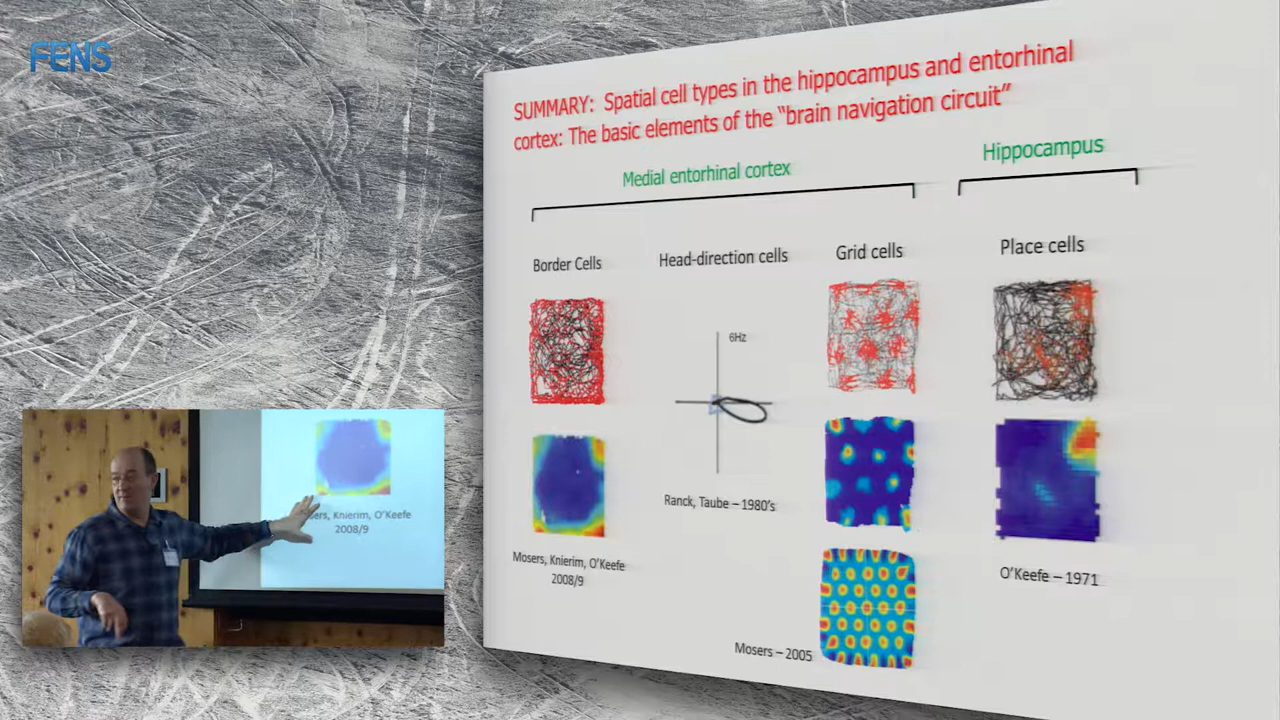 FENS
SUMMARY: Spatial cell types in the hippocampus and entorhinal
cortex: The basic elements of the “brain navigation circuit”
Medial entorhinal cortex
Hippocampus
Border Cells
Head-direction cells
Grid cells
Place cells
6Hz
Ranck, Taube – 1980's
Mosers, Knierim, O'Keefe
2008/9
O'Keefe – 1971
Mosers – 2005
Knierim, O'Keefe
2008/9